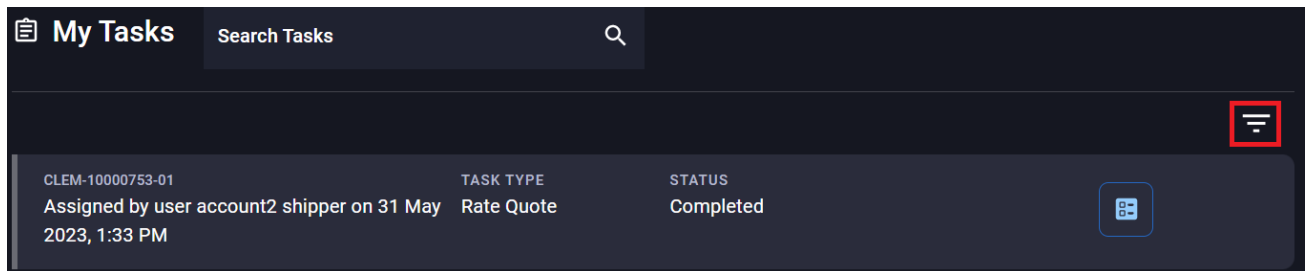 My Tasks
Search Tasks
CLEM-10000753-01
Assigned by user account2 shipper on 31 May
2023, 1:33 PM
TASK TYPE
Rate Quote
STATUS
Completed